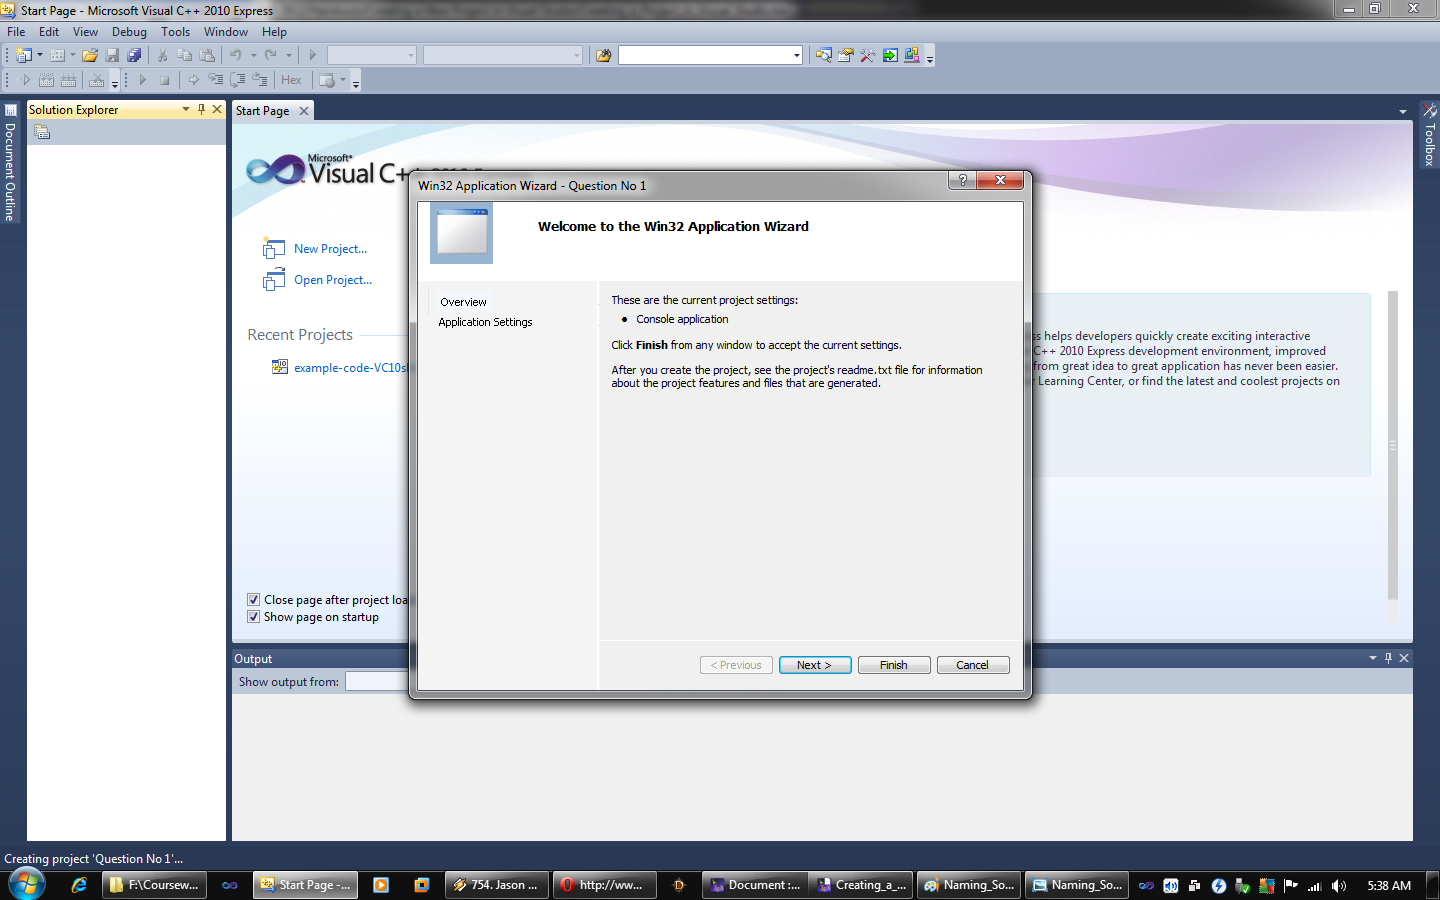 Start Page - Microsoft Visual C++ 2010 Express
File Edit View Debug Tools Window Help
Hex
Document Outline
Solution Explorer
Start Page
Toolbox
Microsoft®
Visual C++
New Project...
Open Project...
Recent Projects
example-code-VC10sl
Close page after project loa
Show page on startup
Win32 Application Wizard - Question No 1
Welcome to the Win32 Application Wizard
Overview
Application Settings
These are the current project settings:
• Console application
Click Finish from any window to accept the current settings.
After you create the project, see the project's readme.txt file for information
about the project features and files that are generated.
< Previous Next > Finish Cancel
ss helps developers quickly create exciting interactive
C++ 2010 Express development environment, improved
from great idea to great application has never been easier.
r Learning Center, or find the latest and coolest projects on
Output
Show output from:
Creating project 'Question No 1'...
F:\Coursew...
Start Page -...
754. Jason ...
http://ww...
Document :...
Creating_a_...
Naming_So...
Naming_So...
5:38 AM